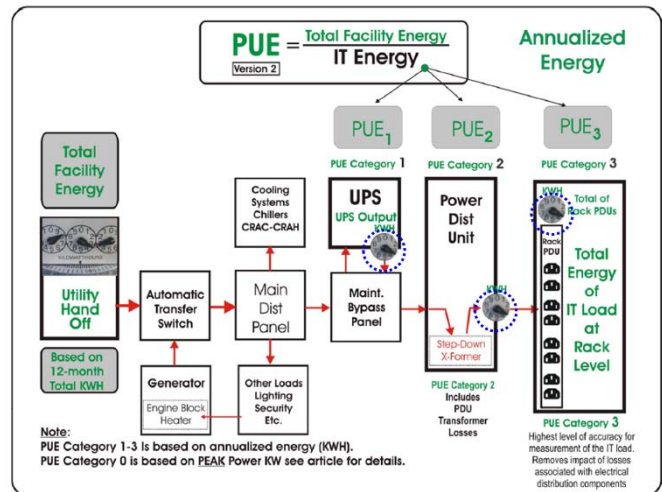 PUE = Total Facility Energy
IT Energy
Version 2
Annualized
Energy
PUE1
PUE2
PUE3
PUE Category 1
PUE Category 2
PUE Category 3
Total
Facility
Energy
KILOWATTHOURS
Utility
Hand
Off
Based on
12-month
Total KWH
Automatic
Transfer
Switch
Generator
Engine Block
Heater
Cooling
Systems
Chillers
CRAC-CRAH
Main
Dist
Panel
Other Loads
Lighting
Security
Etc.
UPS
UPS Output
KWH
Maint.
Bypass
Panel
Power
Dist
Unit
KWH
Step-Down
X-Former
PUE Category 2
Includes
PDU
Transformer
Losses
KWH
Total of
Rack PDUs
Rack
PDU
Total
Energy
of
IT Load
at
Rack
Level
PUE Category 3
Highest level of accuracy for
measurement of the IT load.
Removes impact of losses
associated with electrical
distribution components
Note:
PUE Category 1-3 is based on annualized energy (KWH).
PUE Category 0 is based on PEAK Power KW see article for details.